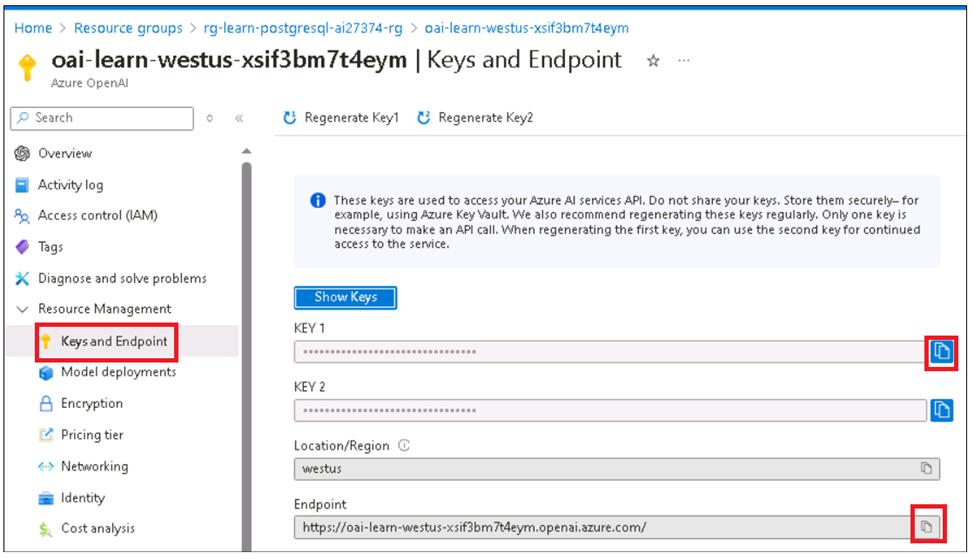 Home > Resource groups > rg-learn-postgresql-ai27374-rg > oai-learn-westus-xsif3bm7t4eym
oai-learn-westus-xsif3bm7t4eym | Keys and Endpoint
Azure OpenAI
Search
Regenerate Key1 Regenerate Key2
Overview
Activity log
Access control (IAM)
Tags
Diagnose and solve problems
Resource Management
Keys and Endpoint
Model deployments
Encryption
Pricing tier
Networking
Identity
Cost analysis
These keys are used to access your Azure AI services API. Do not share your keys. Store them securely– for
example, using Azure Key Vault. We also recommend regenerating these keys regularly. Only one key is
necessary to make an API call. When regenerating the first key, you can use the second key for continued
access to the service.
Show Keys
KEY 1
KEY 2
Location/Region
westus
Endpoint
https://oai-learn-westus-xsif3bm7t4eym.openai.azure.com/